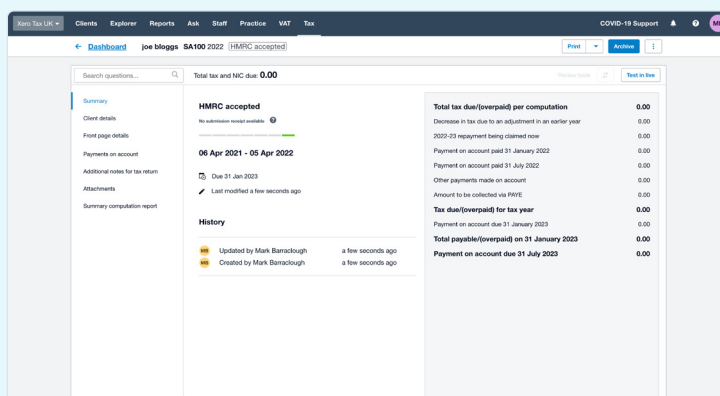 Xero Tax UK Clients Explorer Reports Ask Staff Practice VAT Tax COVID-19 Support
← Dashboard joe bloggs SA100 2022 HMRC accepted Print Archive
Search questions... Total tax and NIC due: 0.00 Test in live
Summary
Client details
Front page details
Payments on account
Additional notes for tax return
Attachments
Summary computation report
HMRC accepted
No submission receipt available ?
06 Apr 2021 - 05 Apr 2022
Due 31 Jan 2023
Last modified a few seconds ago
History
MB Updated by Mark Barraclough a few seconds ago
MB Created by Mark Barraclough a few seconds ago
Total tax due/(overpaid) per computation 0.00
Decrease in tax due to an adjustment in an earlier year 0.00
2022-23 repayment being claimed now 0.00
Payment on account paid 31 January 2022 0.00
Payment on account paid 31 July 2022 0.00
Other payments made on account 0.00
Amount to be collected via PAYE 0.00
Tax due/(overpaid) for tax year 0.00
Payment on account due 31 January 2023 0.00
Total payable/(overpaid) on 31 January 2023 0.00
Payment on account due 31 July 2023 0.00